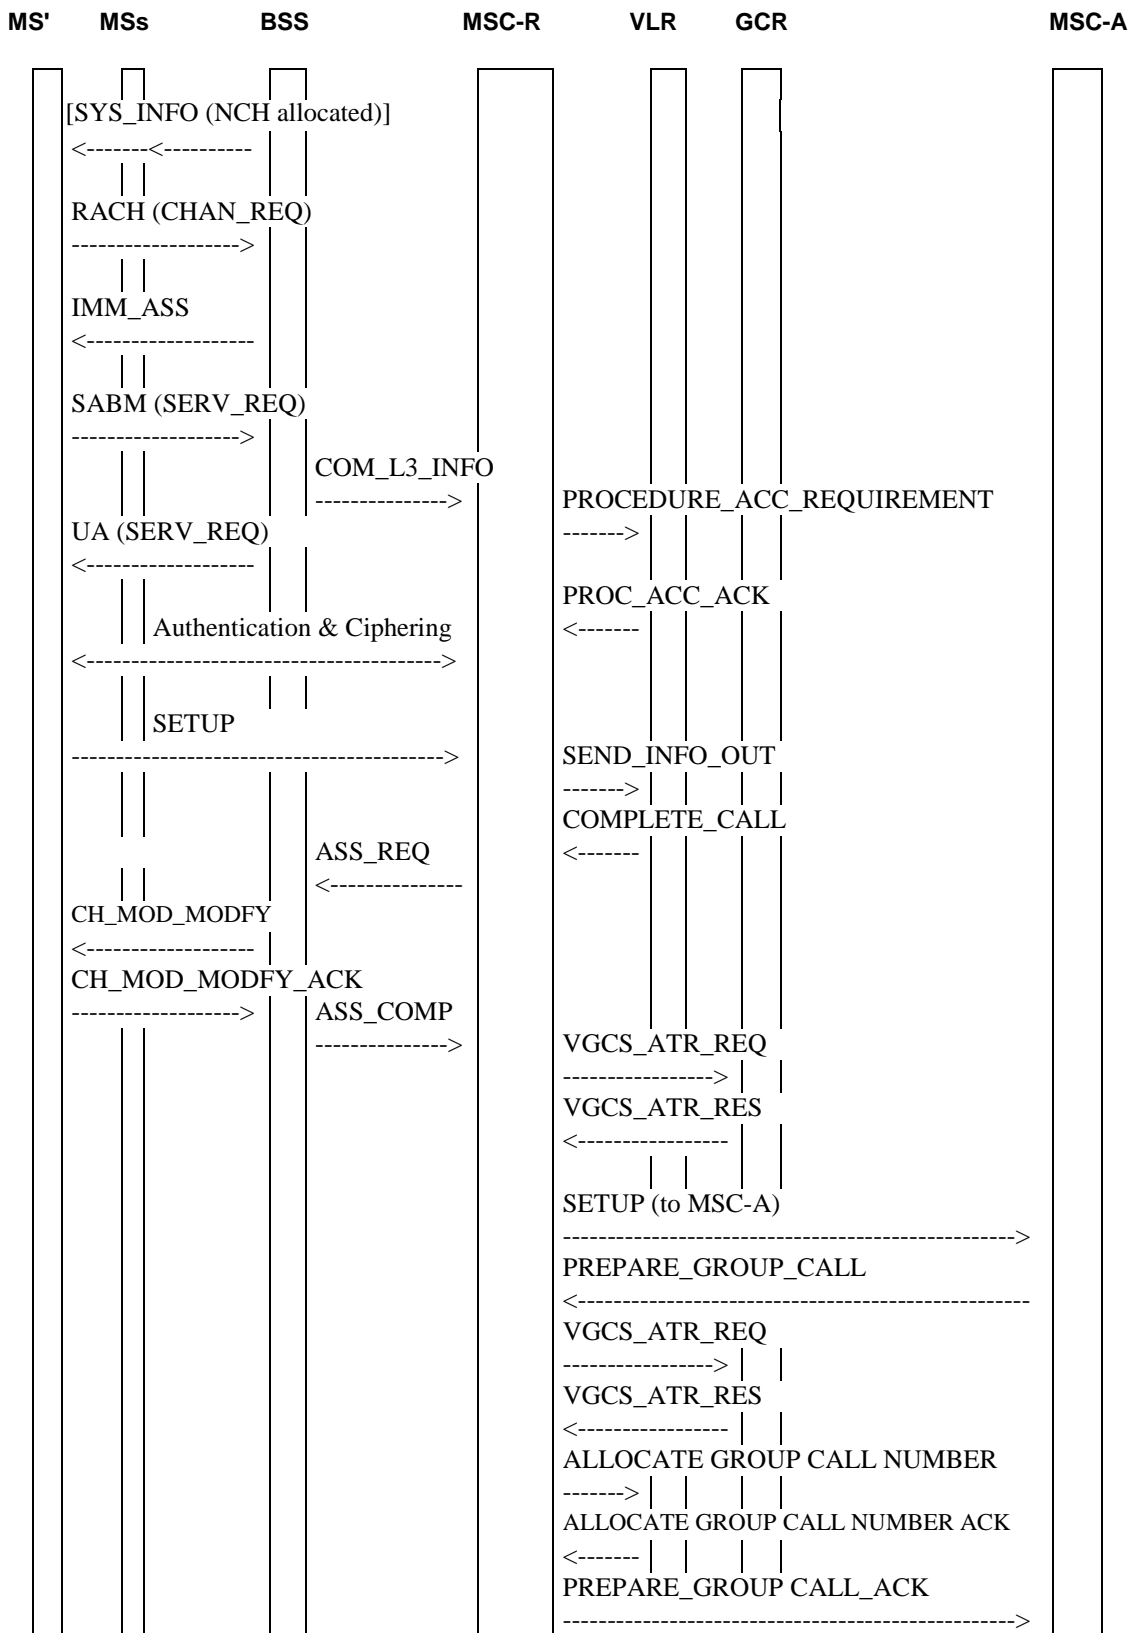 MS' MSs BSS MSC-R VLR GCR MSC-A
[SYS_INFO (NCH allocated)]
<-------<----------
RACH (CHAN_REQ)
------------------->
IMM_ASS
<-------------------
SABM (SERV_REQ)
------------------->
COM_L3_INFO
---------------> PROCEDURE_ACC_REQUIREMENT
UA (SERV_REQ) ------->
<-------------------
PROC_ACC_ACK
Authentication & Ciphering <-------
<---------------------------------------->
SETUP
------------------------------------------> SEND_INFO_OUT
------->
COMPLETE_CALL
ASS_REQ <-------
<---------------
CH_MOD_MODFY
<-------------------
CH_MOD_MODFY_ACK
-------------------> ASS_COMP
---------------> VGCS_ATR_REQ
----------------->
VGCS_ATR_RES
<-----------------
SETUP (to MSC-A)
--------------------------------------------------->
PREPARE_GROUP_CALL
<---------------------------------------------------
VGCS_ATR_REQ
----------------->
VGCS_ATR_RES
<-----------------
ALLOCATE GROUP CALL NUMBER
------->
ALLOCATE GROUP CALL NUMBER ACK
<-------
PREPARE_GROUP CALL_ACK
--------------------------------------------------->